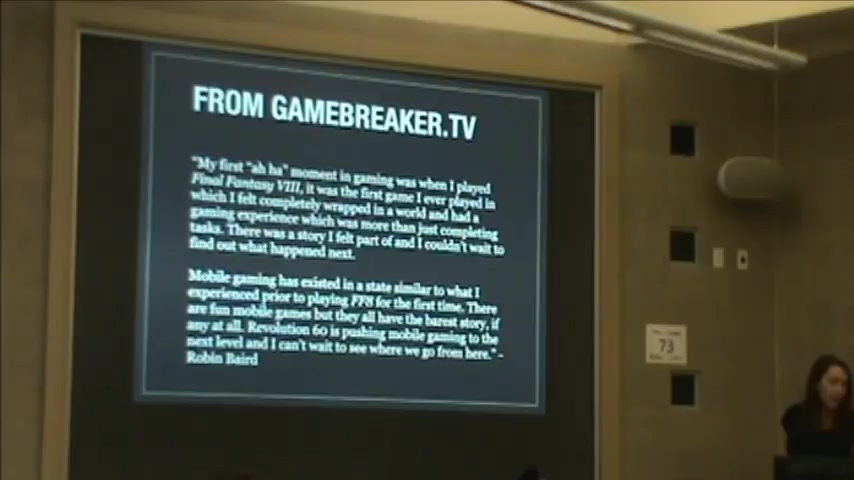 FROM GAMEBREAKER.TV
"My first "ah ha" moment in gaming was when I played
Final Fantasy VIII, it was the first game I ever played in
which I felt completely wrapped in a world and had a
gaming experience which was more than just completing
tasks. There was a story I felt part of and I couldn't wait to
find out what happened next.
Mobile gaming has existed in a state similar to what I
experienced prior to playing FF8 for the first time. There
are fun mobile games but they all have the barest story, if
any at all. Revolution 60 is pushing mobile gaming to the
next level and I can't wait to see where we go from here." -
Robin Baird
73